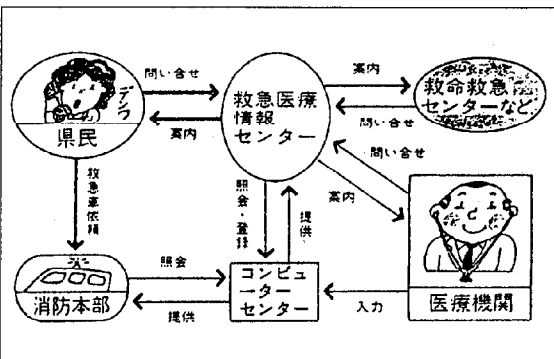 デンワ
県民
問い合せ
案内
救急医療
情報
センター
案内
問い合せ
救命救急
センターなど
問い合せ
案内
救急車依頼
照会・登録
提供
医療機関
消防本部
照会
提供
コンピュ
ーター
センター
入力